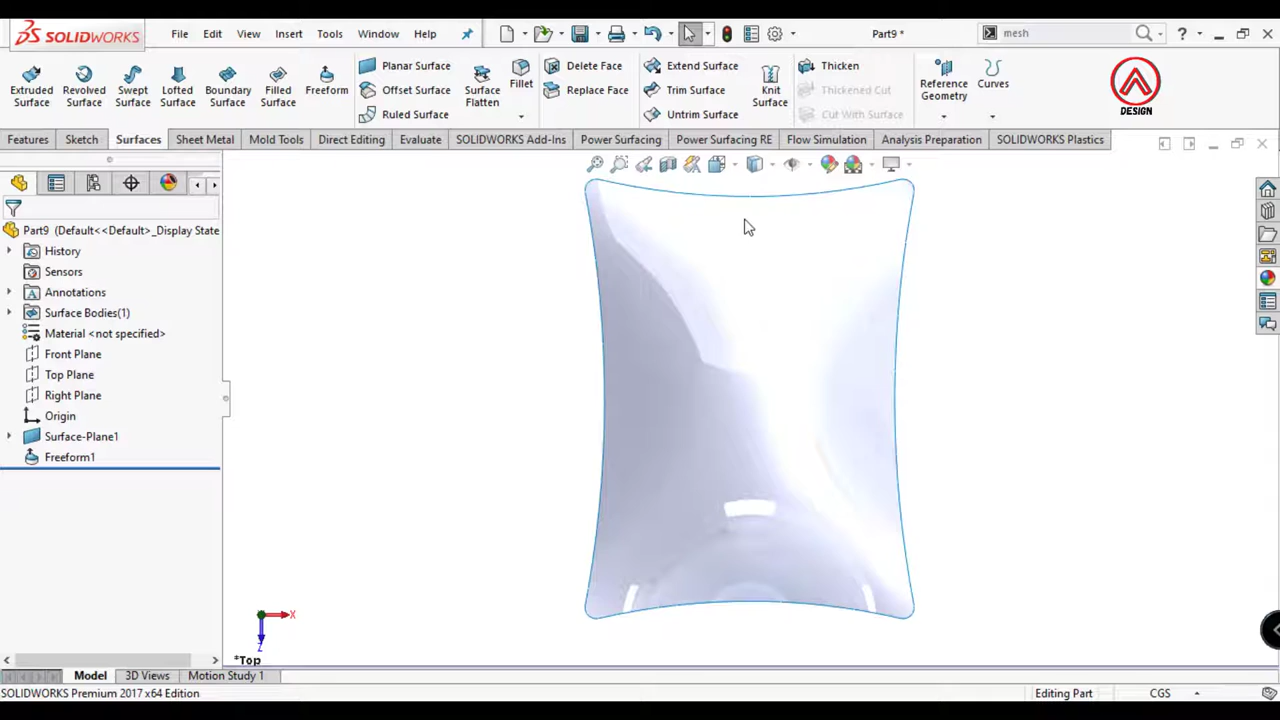 SOLIDWORKS File Edit View Insert Tools Window Help Part9 * mesh ?
Extruded Surface Revolved Surface Swept Surface Lofted Surface Boundary Surface Filled Surface Freeform Planar Surface Offset Surface Ruled Surface Surface Flatten Fillet Delete Face Replace Face Extend Surface Trim Surface Untrim Surface Knit Surface Thicken Thickened Cut Cut With Surface Reference Geometry Curves
DESIGN
Features Sketch Surfaces Sheet Metal Mold Tools Direct Editing Evaluate SOLIDWORKS Add-Ins Power Surfacing Power Surfacing RE Flow Simulation Analysis Preparation SOLIDWORKS Plastics
Part9 (Default<<Default>_Display State
History
Sensors
Annotations
Surface Bodies(1)
Material <not specified>
Front Plane
Top Plane
Right Plane
Origin
Surface-Plane1
Freeform1
X
Z
*Top
Model 3D Views Motion Study 1
SOLIDWORKS Premium 2017 x64 Edition Editing Part CGS